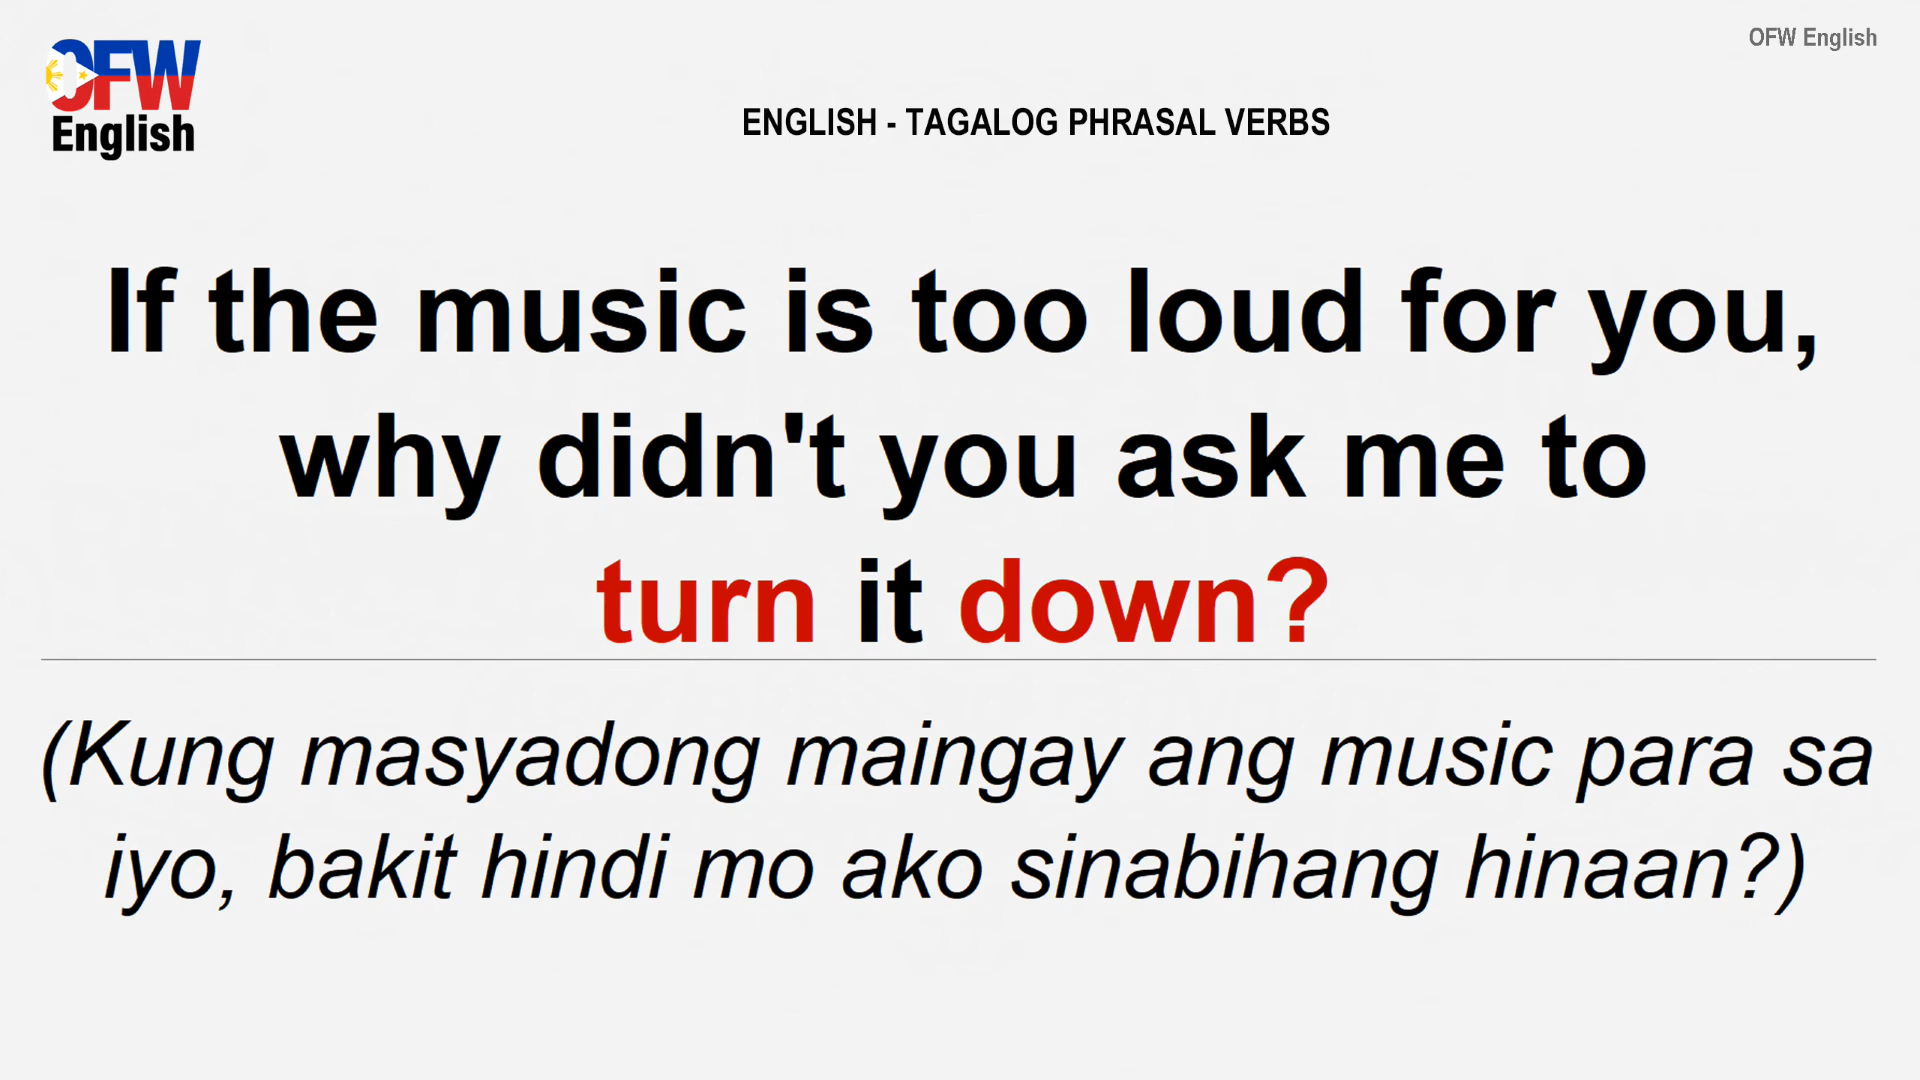 OFW English
OFW
English
ENGLISH - TAGALOG PHRASAL VERBS
If the music is too loud for you,
why didn't you ask me to
turn it down?
(Kung masyadong maingay ang music para sa
iyo, bakit hindi mo ako sinabihang hinaan?)